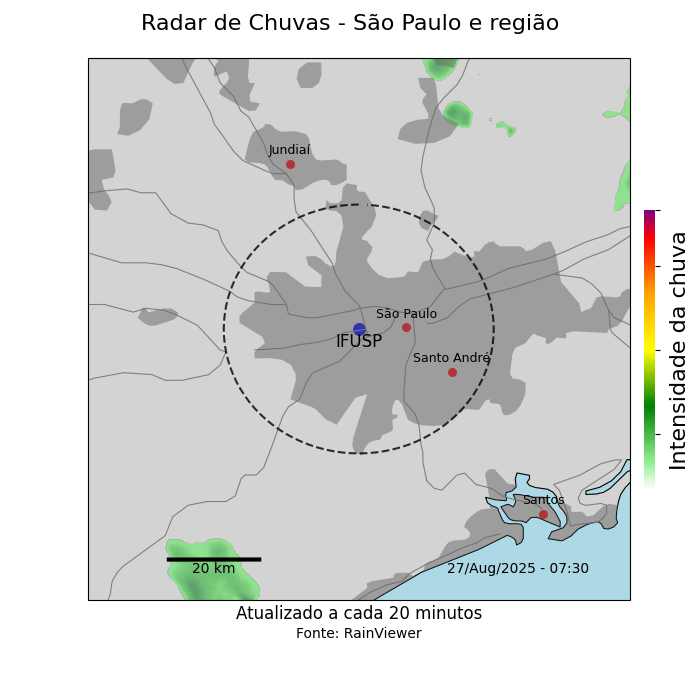 Radar de Chuvas - São Paulo e região
Jundiaí
São Paulo
IFUSP
Santo André
Santos
20 km
27/Aug/2025 - 07:30
Intensidade da chuva
Atualizado a cada 20 minutos
Fonte: RainViewer